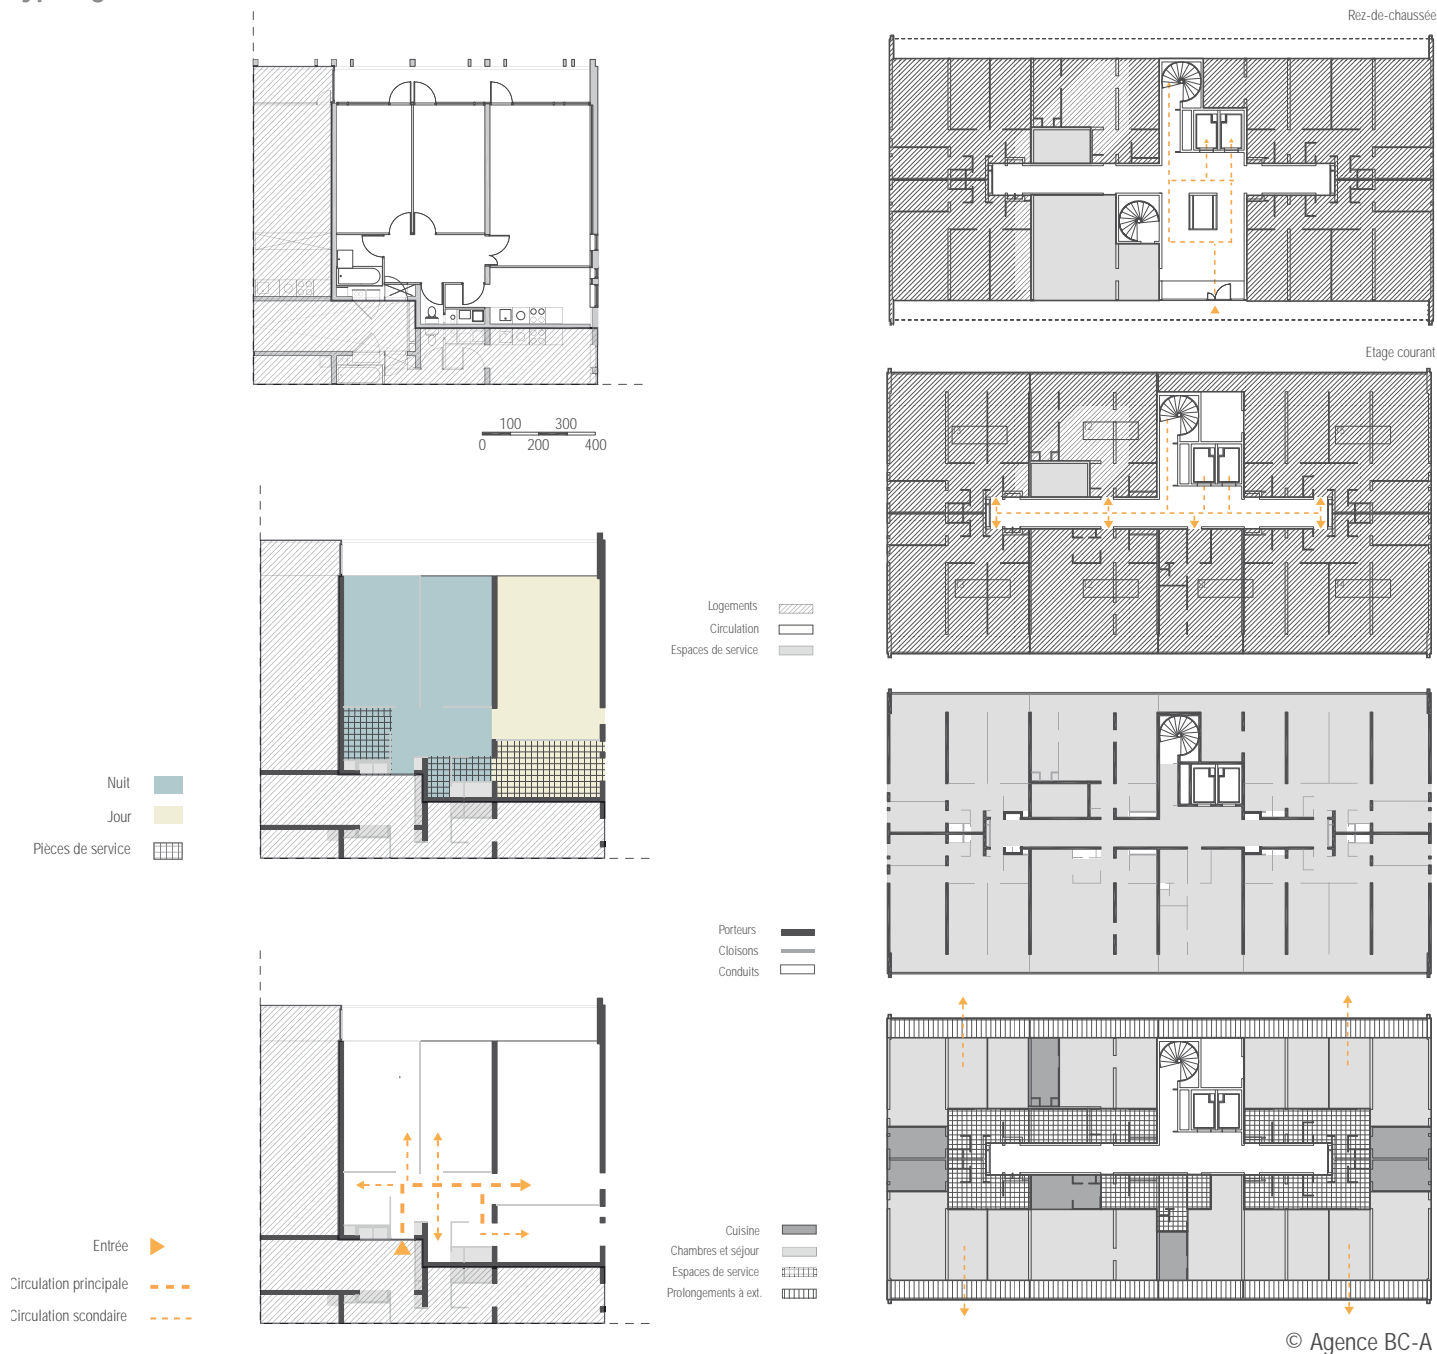 Rez-de-chaussée
Etage courant
100 300
0 200 400
Logements
Circulation
Espaces de service
Nuit
Jour
Pièces de service
Porteurs
Cloisons
Conduits
Entrée
Circulation principale
Circulation scondaire
Cuisine
Chambres et séjour
Espaces de service
Prolongements à ext.
© Agence BC-A